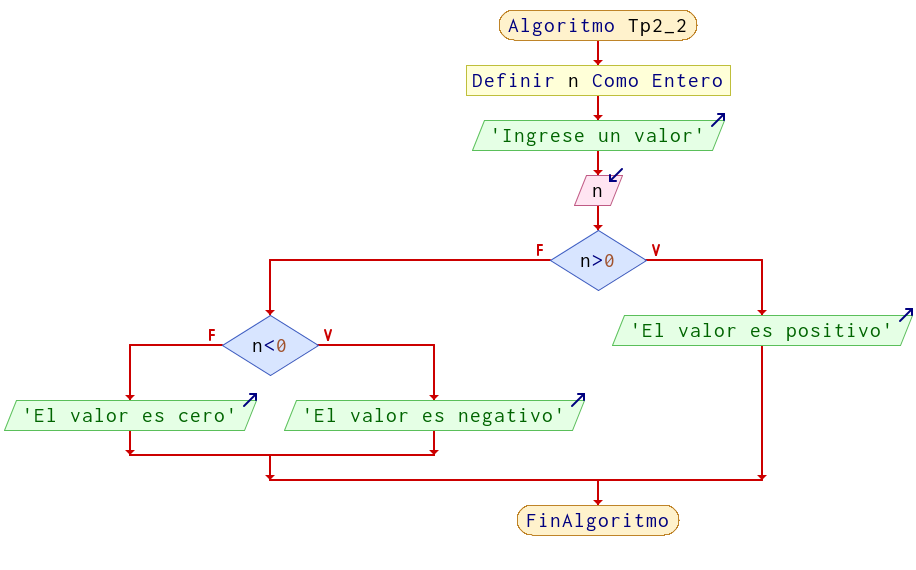 Algoritmo Tp2_2
Definir n Como Entero
'Ingrese un valor'
n
F
n>0
V
'El valor es positivo'
F
n<0
V
'El valor es cero'
'El valor es negativo'
FinAlgoritmo